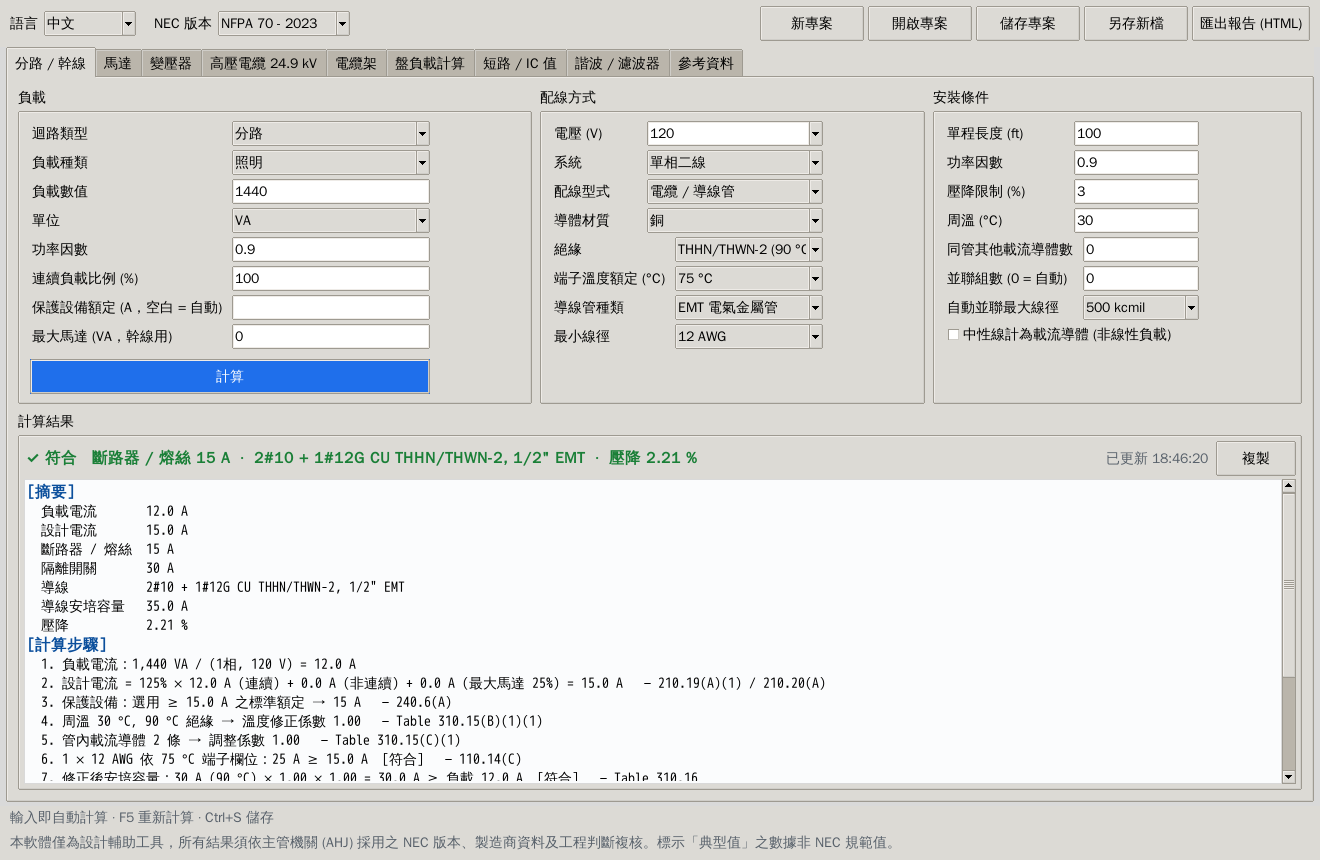 語言 中文 NEC 版本 NFPA 70 - 2023 新專案 開啟專案 儲存專案 另存新檔 匯出報告 (HTML)
分路 / 幹線 馬達 變壓器 高壓電纜 24.9 kV 電纜架 盤負載計算 短路 / IC 值 諧波 / 濾波器 參考資料
負載
迴路類型 分路
負載種類 照明
負載數值 1440
單位 VA
功率因數 0.9
連續負載比例 (%) 100
保護設備額定 (A，空白 = 自動)
最大馬達 (VA，幹線用) 0
計算
配線方式
電壓 (V) 120
系統 單相二線
配線型式 電纜 / 導線管
導體材質 銅
絕緣 THHN/THWN-2 (90 °C
端子溫度額定 (°C) 75 °C
導線管種類 EMT 電氣金屬管
最小線徑 12 AWG
安裝條件
單程長度 (ft) 100
功率因數 0.9
壓降限制 (%) 3
周溫 (°C) 30
同管其他載流導體數 0
並聯組數 (0 = 自動) 0
自動並聯最大線徑 500 kcmil
中性線計為載流導體 (非線性負載)
計算結果
✓ 符合 斷路器 / 熔絲 15 A · 2#10 + 1#12G CU THHN/THWN-2, 1/2" EMT · 壓降 2.21 %
已更新 18:46:20 複製
[摘要]
負載電流 12.0 A
設計電流 15.0 A
斷路器 / 熔絲 15 A
隔離開關 30 A
導線 2#10 + 1#12G CU THHN/THWN-2, 1/2" EMT
導線安培容量 35.0 A
壓降 2.21 %
[計算步驟]
1. 負載電流：1,440 VA / (1相, 120 V) = 12.0 A
2. 設計電流 = 125% × 12.0 A (連續) + 0.0 A (非連續) + 0.0 A (最大馬達 25%) = 15.0 A — 210.19(A)(1) / 210.20(A)
3. 保護設備：選用 ≥ 15.0 A 之標準額定 → 15 A — 240.6(A)
4. 周溫 30 °C, 90 °C 絕緣 → 溫度修正係數 1.00 — Table 310.15(B)(1)(1)
5. 管內載流導體 2 條 → 調整係數 1.00 — Table 310.15(C)(1)
6. 1 × 12 AWG 依 75 °C 端子欄位：25 A ≥ 15.0 A [符合] — 110.14(C)
7. 修正後安培容量：30 A (90 °C) × 1.00 × 1.00 = 30.0 A ≥ 負載 12.0 A [符合] — Table 310.16
輸入即自動計算 · F5 重新計算 · Ctrl+S 儲存
本軟體僅為設計輔助工具，所有結果須依主管機關 (AHJ) 採用之 NEC 版本、製造商資料及工程判斷複核。標示「典型值」之數據非 NEC 規範值。